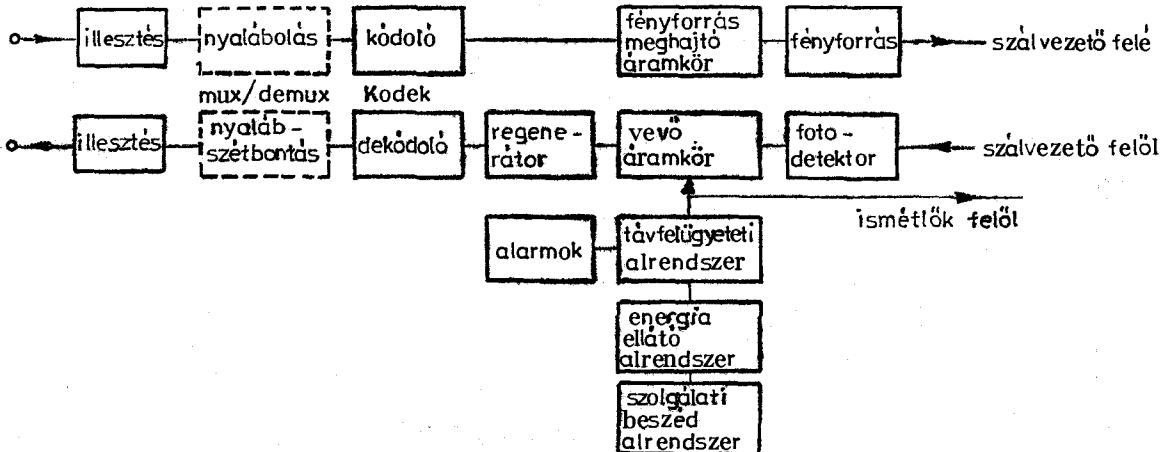 illesztés
nyalábolás
kódoló
fényforrás
meghajtó
áramkör
fényforrás
szálvezető felé
mux/demux
Kodek
illesztés
nyaláb-
szétbontás
dekódoló
regene-
rátor
vevő
áramkör
foto-
detektor
szálvezető felől
ismétlők felől
alarmok
távfelügyeteti
alrendszer
energia
ellátó
alrendszer
szolgálati
beszéd
alrendszer